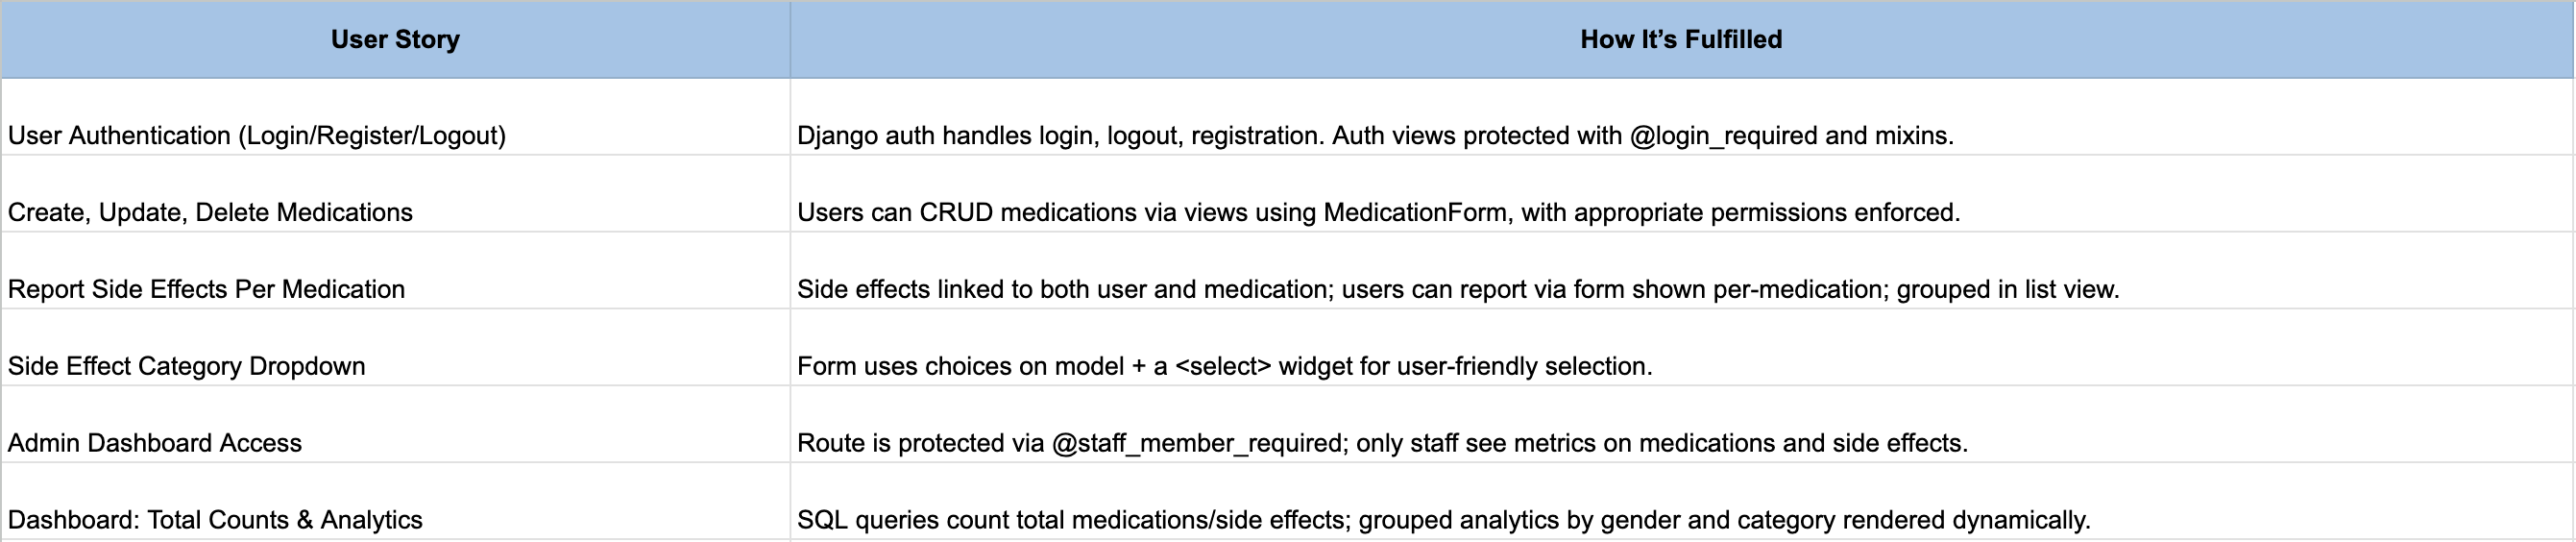 User Story
How It’s Fulfilled
User Authentication (Login/Register/Logout)
Django auth handles login, logout, registration. Auth views protected with @login_required and mixins.
Create, Update, Delete Medications
Users can CRUD medications via views using MedicationForm, with appropriate permissions enforced.
Report Side Effects Per Medication
Side effects linked to both user and medication; users can report via form shown per-medication; grouped in list view.
Side Effect Category Dropdown
Form uses choices on model + a <select> widget for user-friendly selection.
Admin Dashboard Access
Route is protected via @staff_member_required; only staff see metrics on medications and side effects.
Dashboard: Total Counts & Analytics
SQL queries count total medications/side effects; grouped analytics by gender and category rendered dynamically.